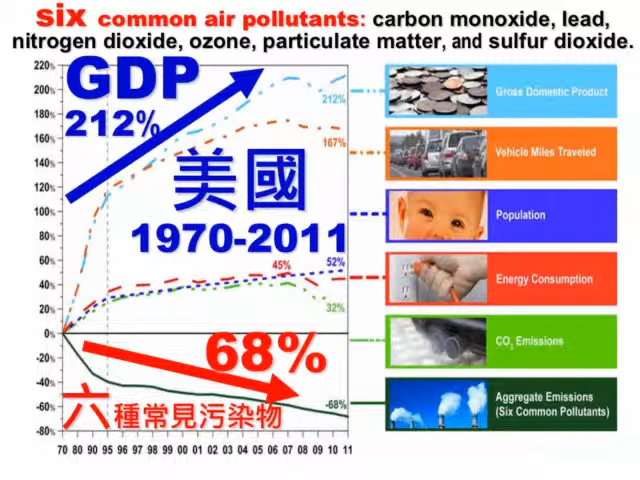 six common air pollutants: carbon monoxide, lead,
nitrogen dioxide, ozone, particulate matter, and sulfur dioxide.
220%
200%
180%
160%
140%
120%
100%
80%
60%
40%
20%
0%
-20%
-40%
-60%
-80%
GDP
212%
美國
1970-2011
212%
167%
45%
52%
32%
68%
-68%
六種常見污染物
70 80 90 95 96 97 98 99 00 01 02 03 04 05 06 07 08 09 10 11
Gross Domestic Product
Vehicle Miles Traveled
Population
Energy Consumption
CO₂ Emissions
Aggregate Emissions
(Six Common Pollutants)